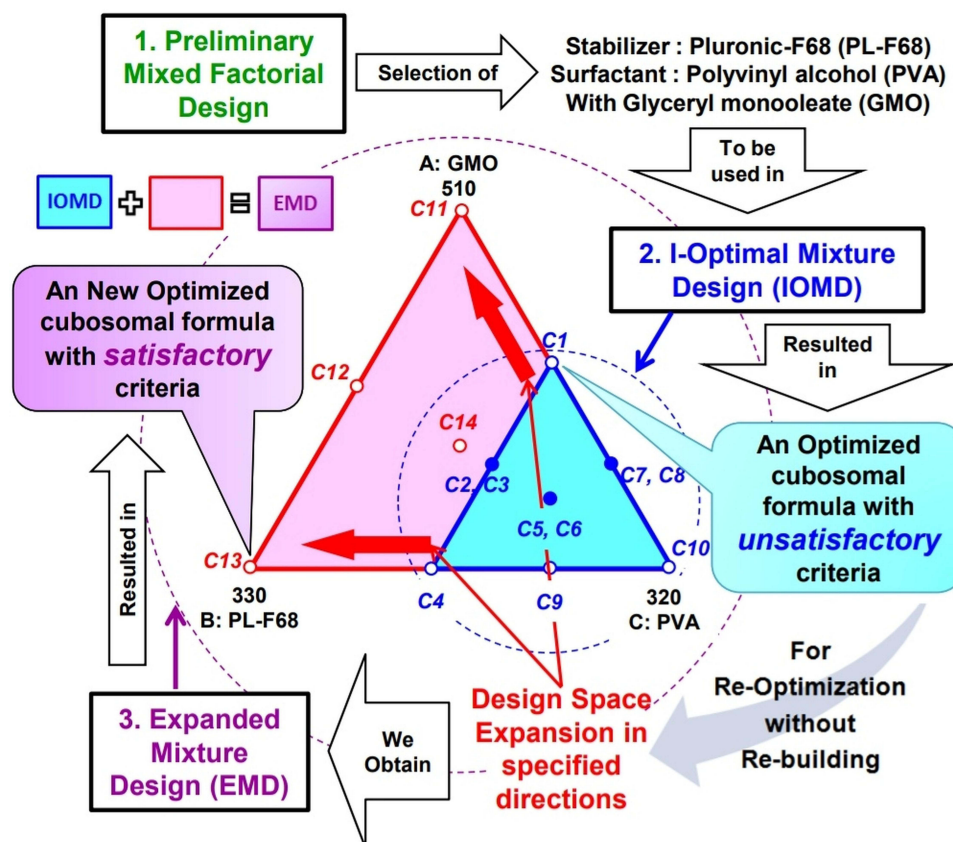 1. Preliminary
Mixed Factorial
Design
Selection of
Stabilizer : Pluronic-F68 (PL-F68)
Surfactant : Polyvinyl alcohol (PVA)
With Glyceryl monooleate (GMO)
To be
used in
IOMD
EMD
A: GMO
510
C11
2. I-Optimal Mixture
Design (IOMD)
An New Optimized
cubosomal formula
with satisfactory
criteria
C1
Resulted
in
C12
C14
C2, C3
C7, C8
C5, C6
An Optimized
cubosomal
formula with
unsatisfactory
criteria
Resulted in
C13
C10
330
B: PL-F68
C4
C9
320
C: PVA
For
Re-Optimization
without
Re-building
3. Expanded
Mixture
Design (EMD)
We
Obtain
Design Space
Expansion in
specified
directions